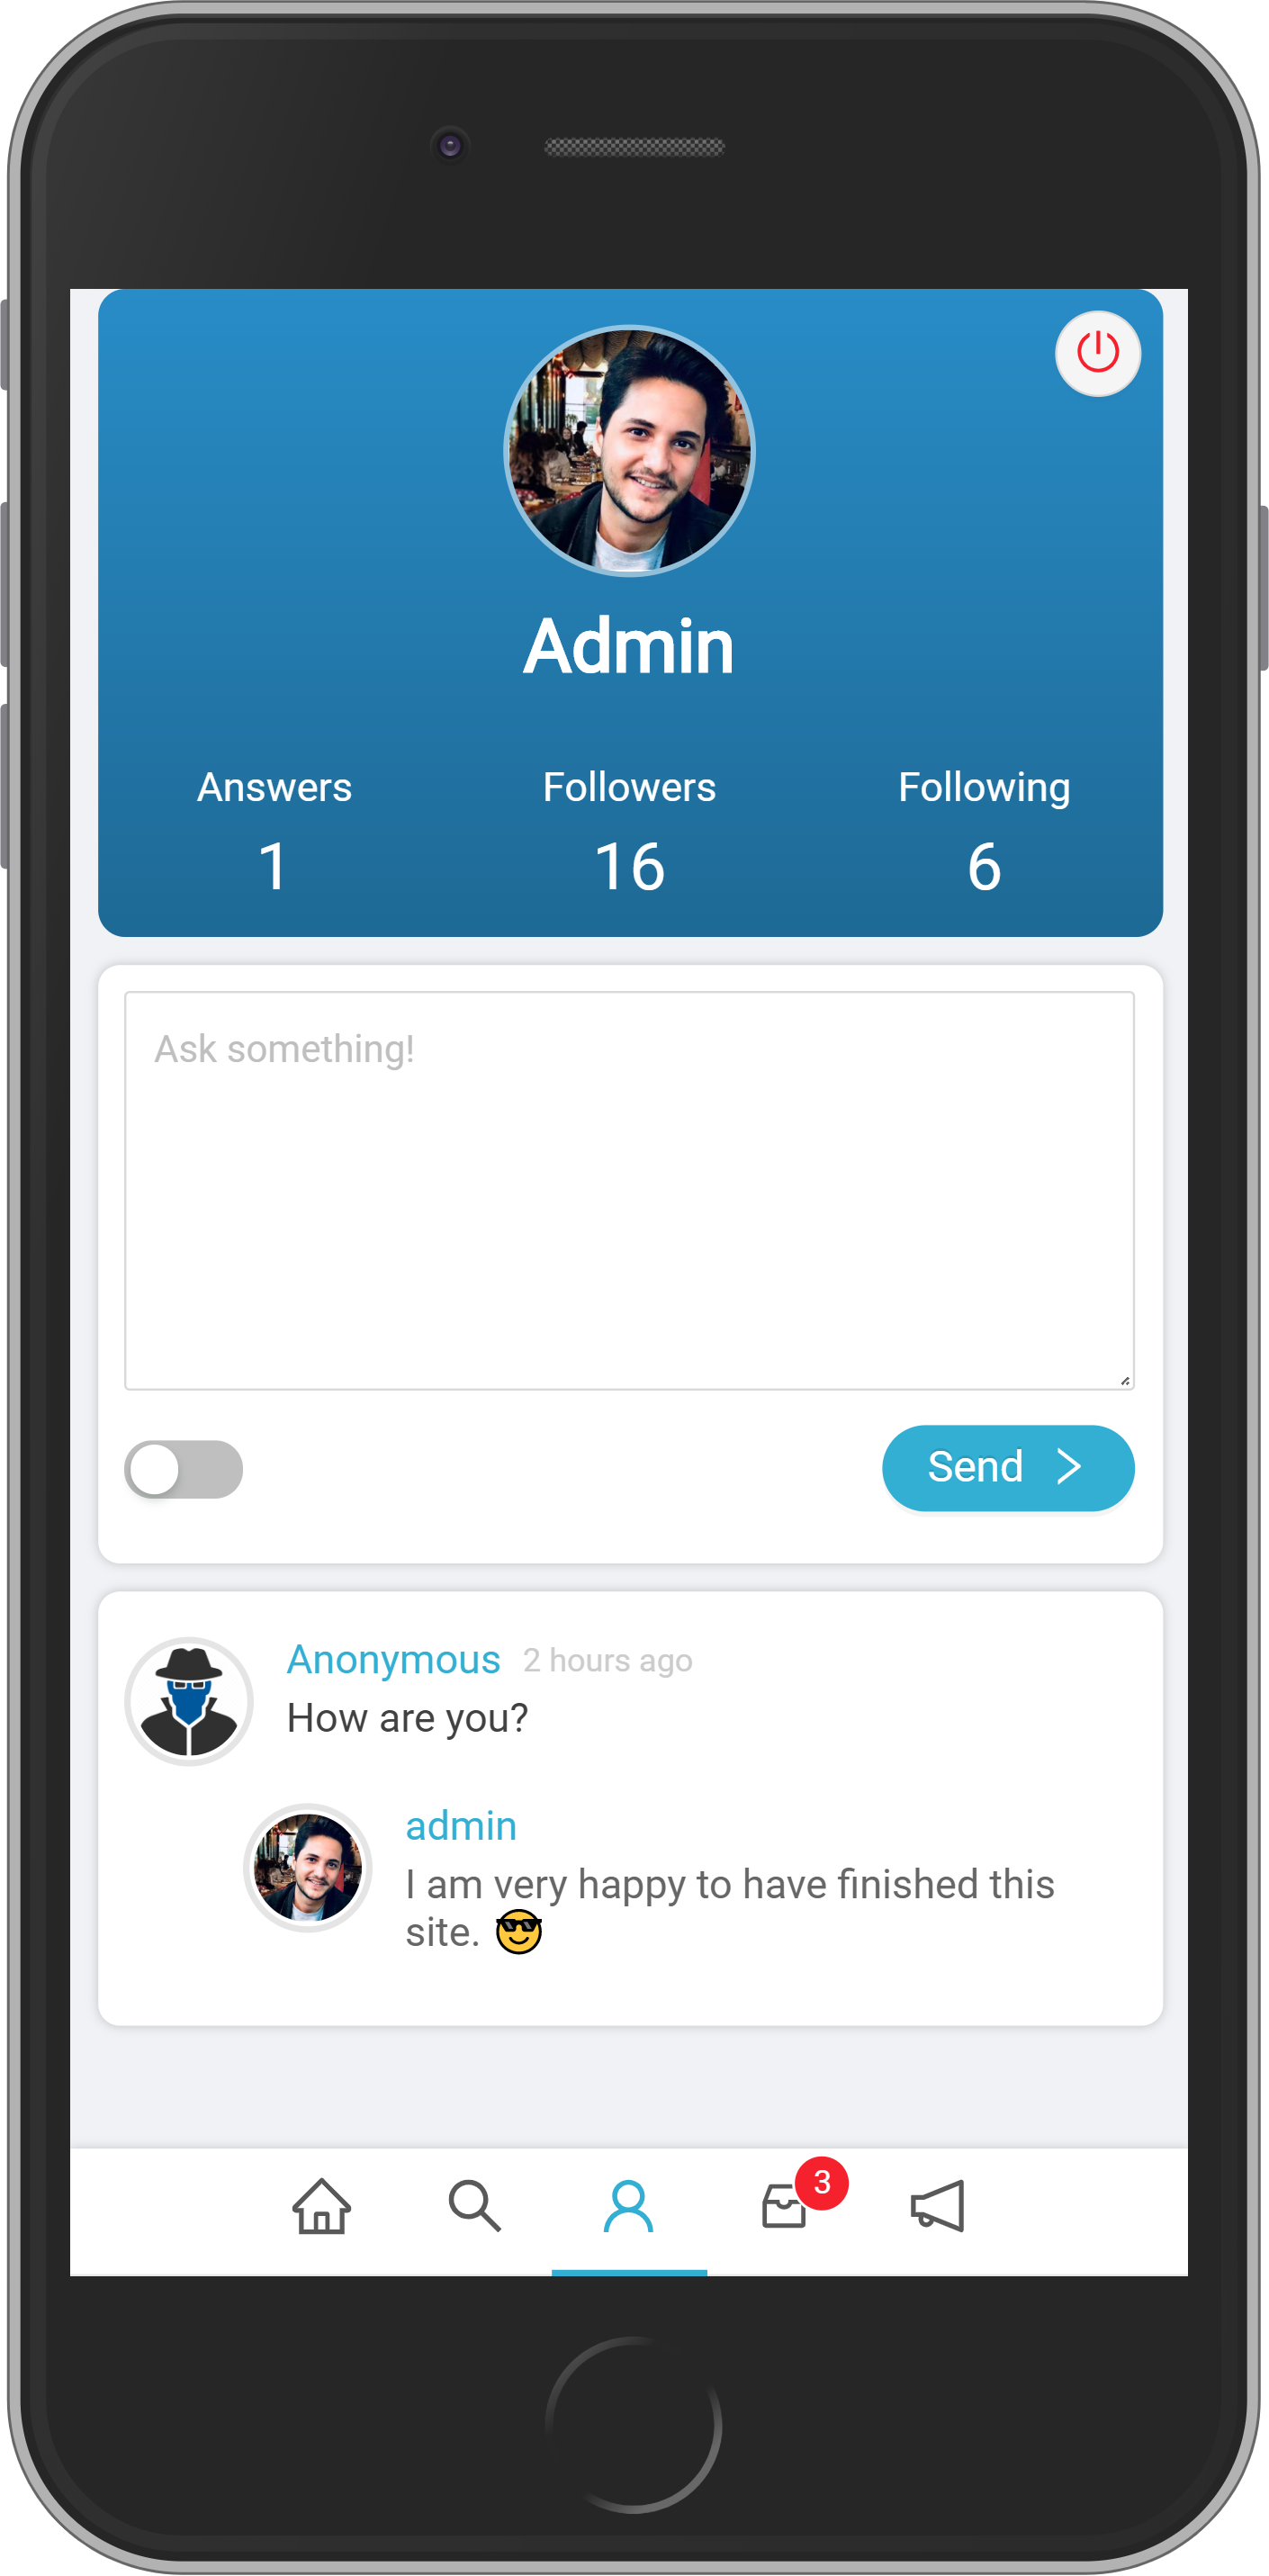 Admin
Answers Followers Following
1 16 6
Ask something!
Send
Anonymous 2 hours ago
How are you?
admin
I am very happy to have finished this
site. 😎
3